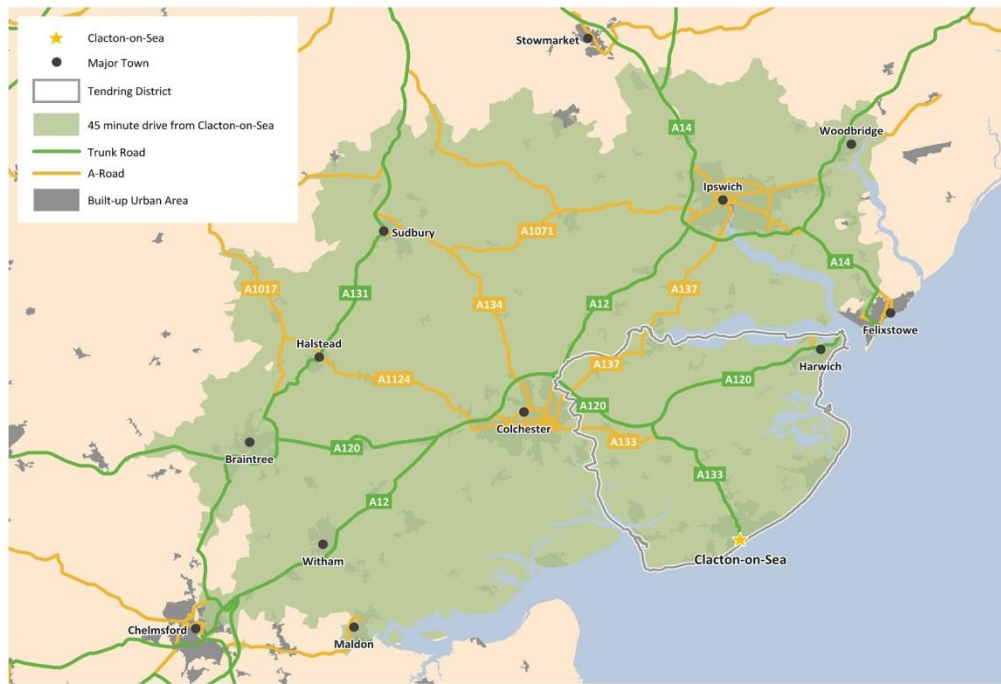 Clacton-on-Sea
Major Town
Tendring District
45 minute drive from Clacton-on-Sea
Trunk Road
A-Road
Built-up Urban Area
Stowmarket
A14
Woodbridge
Ipswich
Sudbury
A1071
A14
A1017
A131
A134
A12
A137
Felixstowe
Halstead
A137
Harwich
A1124
A120
A120
Colchester
A133
Braintree
A120
A133
A12
Witham
Clacton-on-Sea
Chelmsford
Maldon